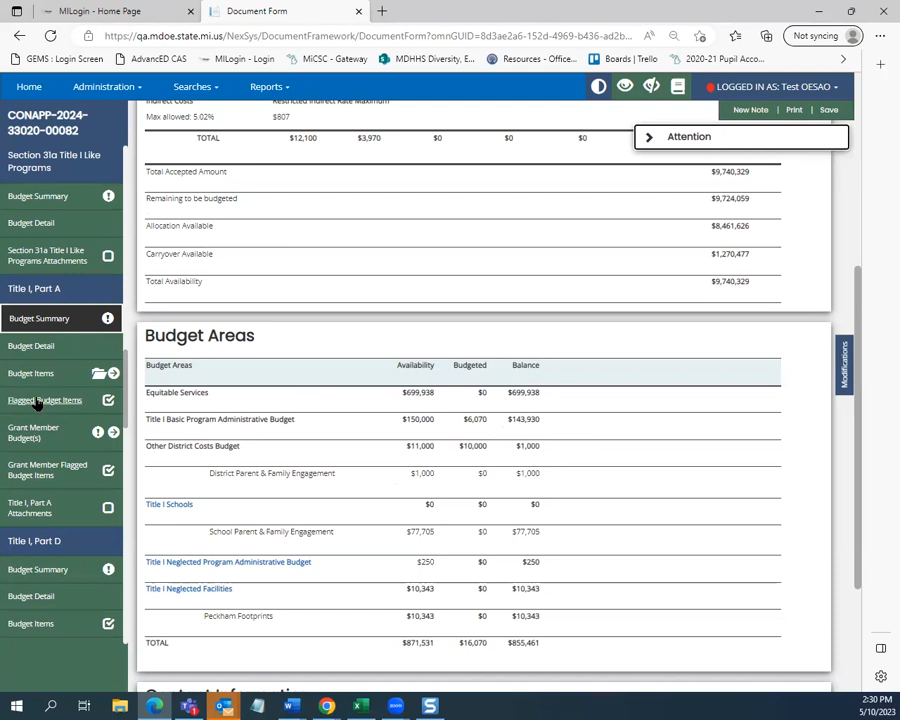 MILogin - Home Page
Document Form
https://qa.mdoe.state.mi.us/NexSys/DocumentFramework/DocumentForm?omnGUID=8d3ae2a6-152d-4969-b436-ad2b...
Not syncing
GEMS : Login Screen
AdvancED CAS
MILogin - Login
MiCSC - Gateway
MDHHS Diversity, E...
Resources - Office...
Boards | Trello
2020-21 Pupil Acco...
Home
Administration
Searches
Reports
LOGGED IN AS: Test OESAO
CONAPP-2024-
33020-00082
New Note
Print
Save
Attention
Section 31a Title I Like
Programs
Budget Summary
Budget Detail
Section 31a Title I Like
Programs Attachments
Title I, Part A
Budget Summary
Budget Detail
Budget Items
Flagged Budget Items
Grant Member
Budget(s)
Grant Member Flagged
Budget Items
Title I, Part A
Attachments
Title I, Part D
Budget Summary
Budget Detail
Budget Items
Indirect Costs Restricted Indirect Rate Maximum
Max allowed: 5.02% $807
TOTAL $12,100 $3,970 $0 $0 $0
Total Accepted Amount $9,740,329
Remaining to be budgeted $9,724,059
Allocation Available $8,461,626
Carryover Available $1,270,477
Total Availability $9,740,329
Budget Areas
Budget Areas Availability Budgeted Balance
Equitable Services $699,938 $0 $699,938
Title I Basic Program Administrative Budget $150,000 $6,070 $143,930
Other District Costs Budget $11,000 $10,000 $1,000
District Parent & Family Engagement $1,000 $0 $1,000
Title I Schools $0 $0 $0
School Parent & Family Engagement $77,705 $0 $77,705
Title I Neglected Program Administrative Budget $250 $0 $250
Title I Neglected Facilities $10,343 $0 $10,343
Peckham Footprints $10,343 $0 $10,343
TOTAL $871,531 $16,070 $855,461
Modifications
2:30 PM
5/10/2023